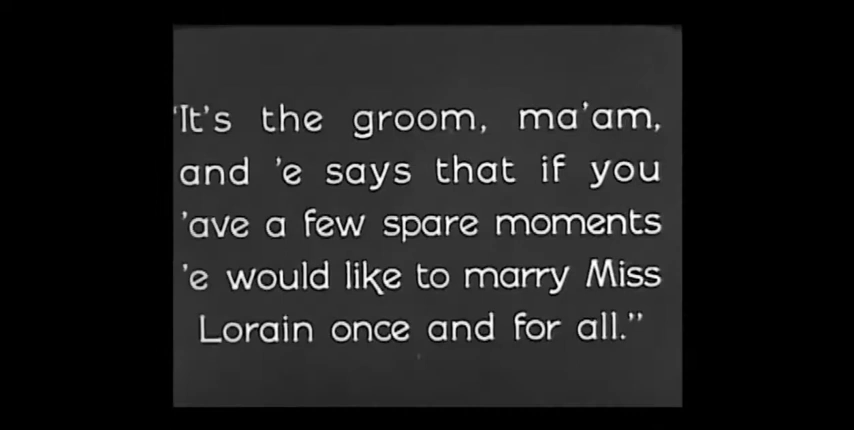 "It's the groom, ma'am,
and 'e says that if you
'ave a few spare moments
'e would like to marry Miss
Lorain once and for all."